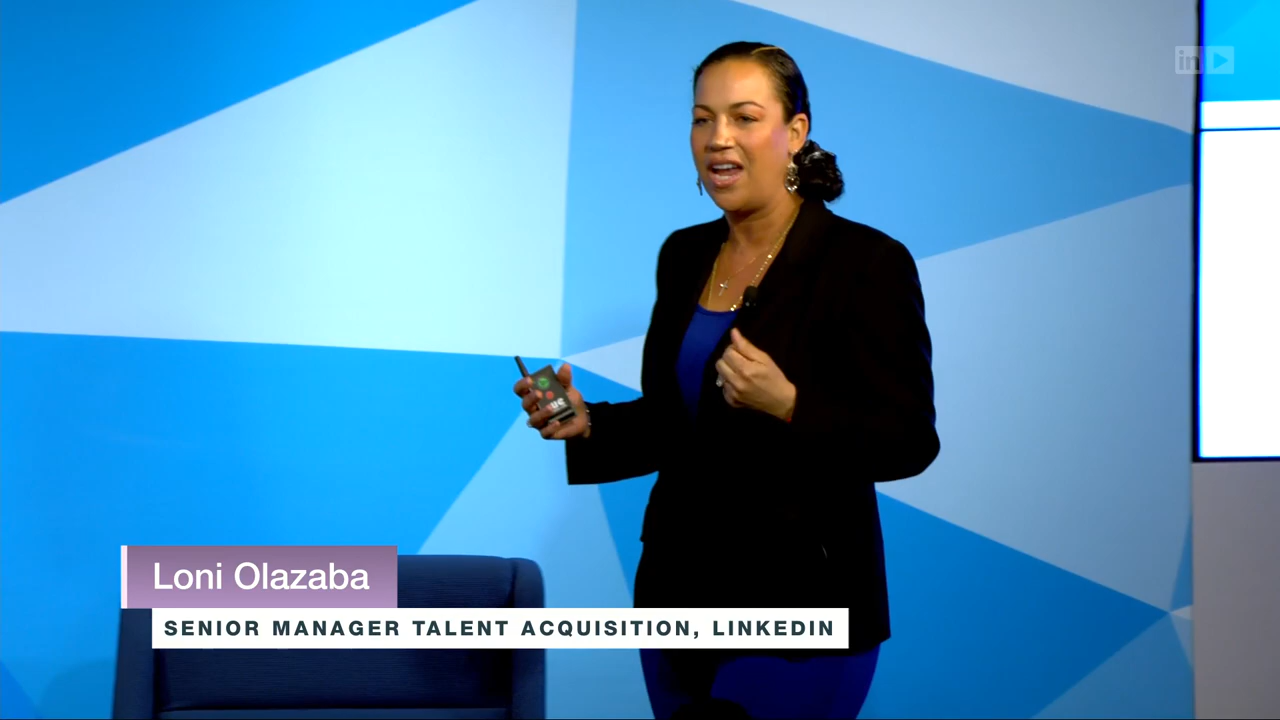 in
Loni Olazaba
SENIOR MANAGER TALENT ACQUISITION, LINKEDIN